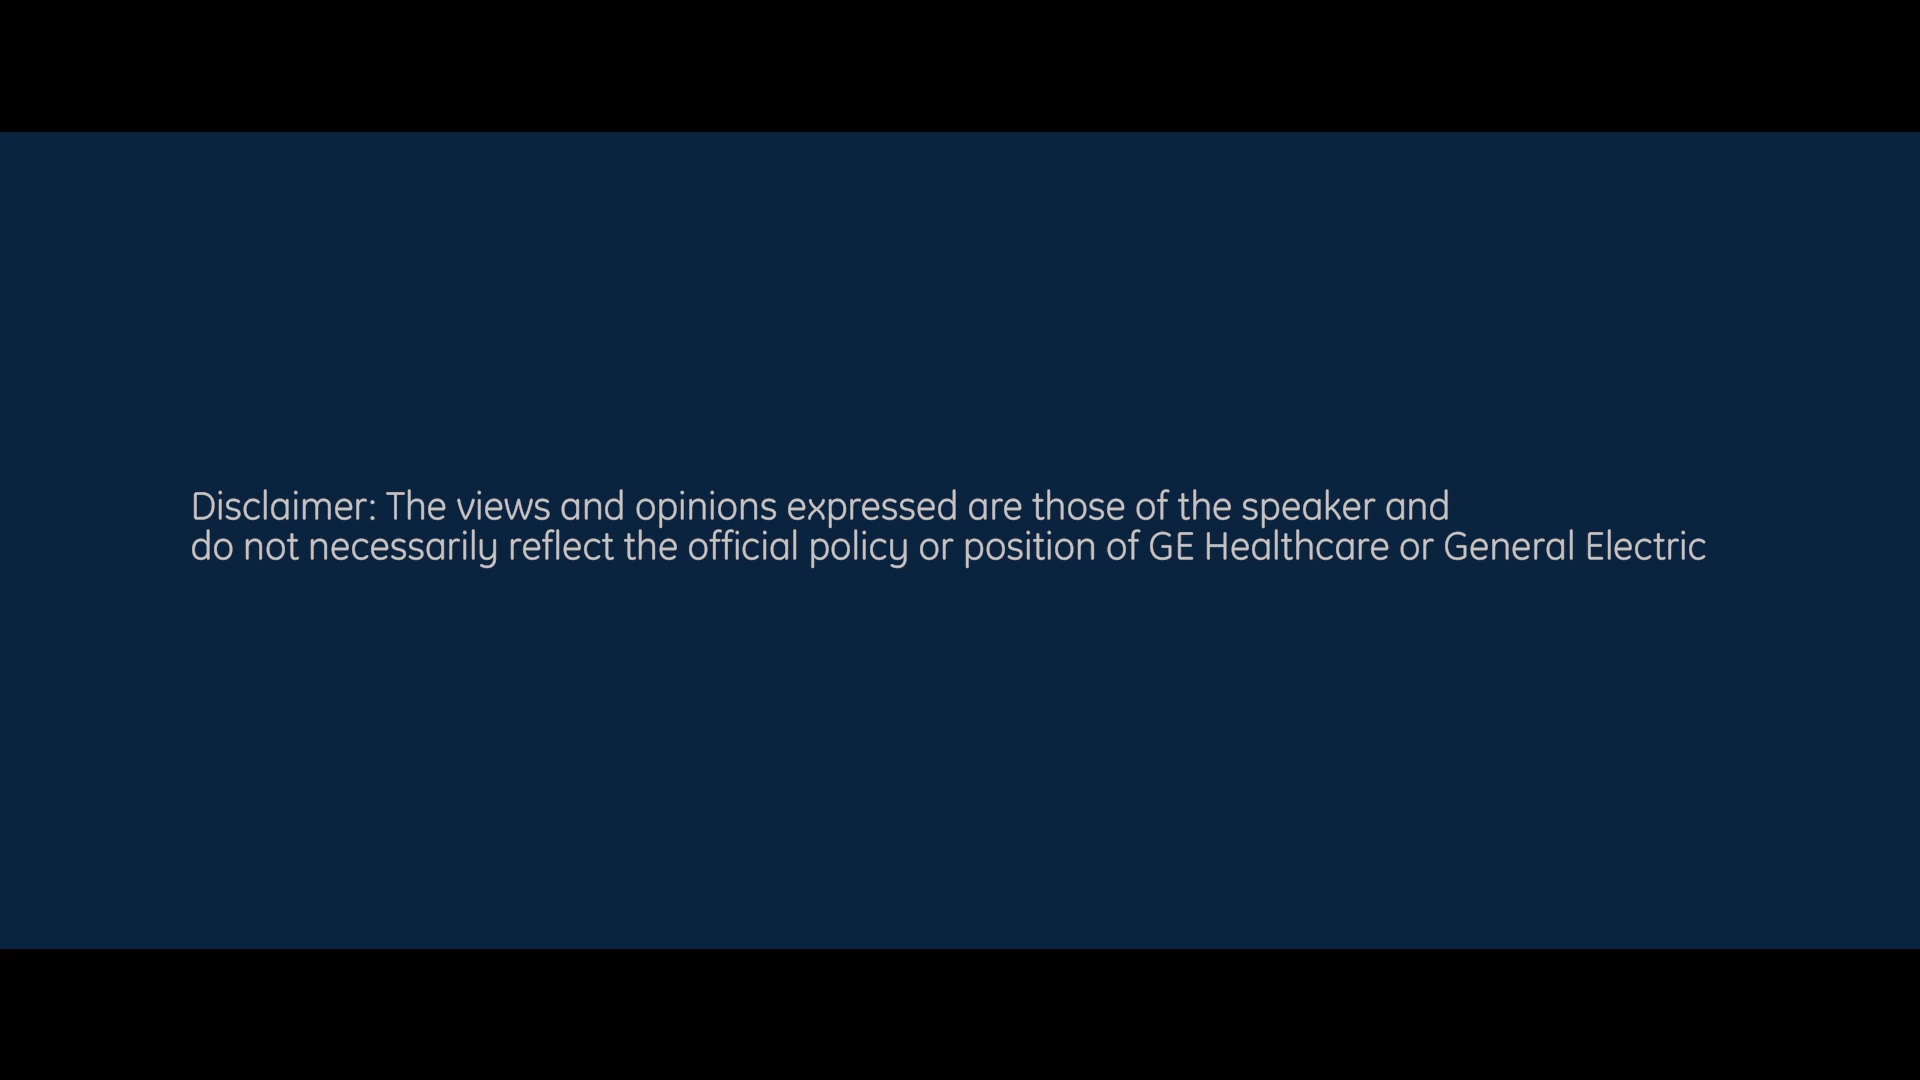 Disclaimer: The views and opinions expressed are those of the speaker and
do not necessarily reflect the official policy or position of GE Healthcare or General Electric